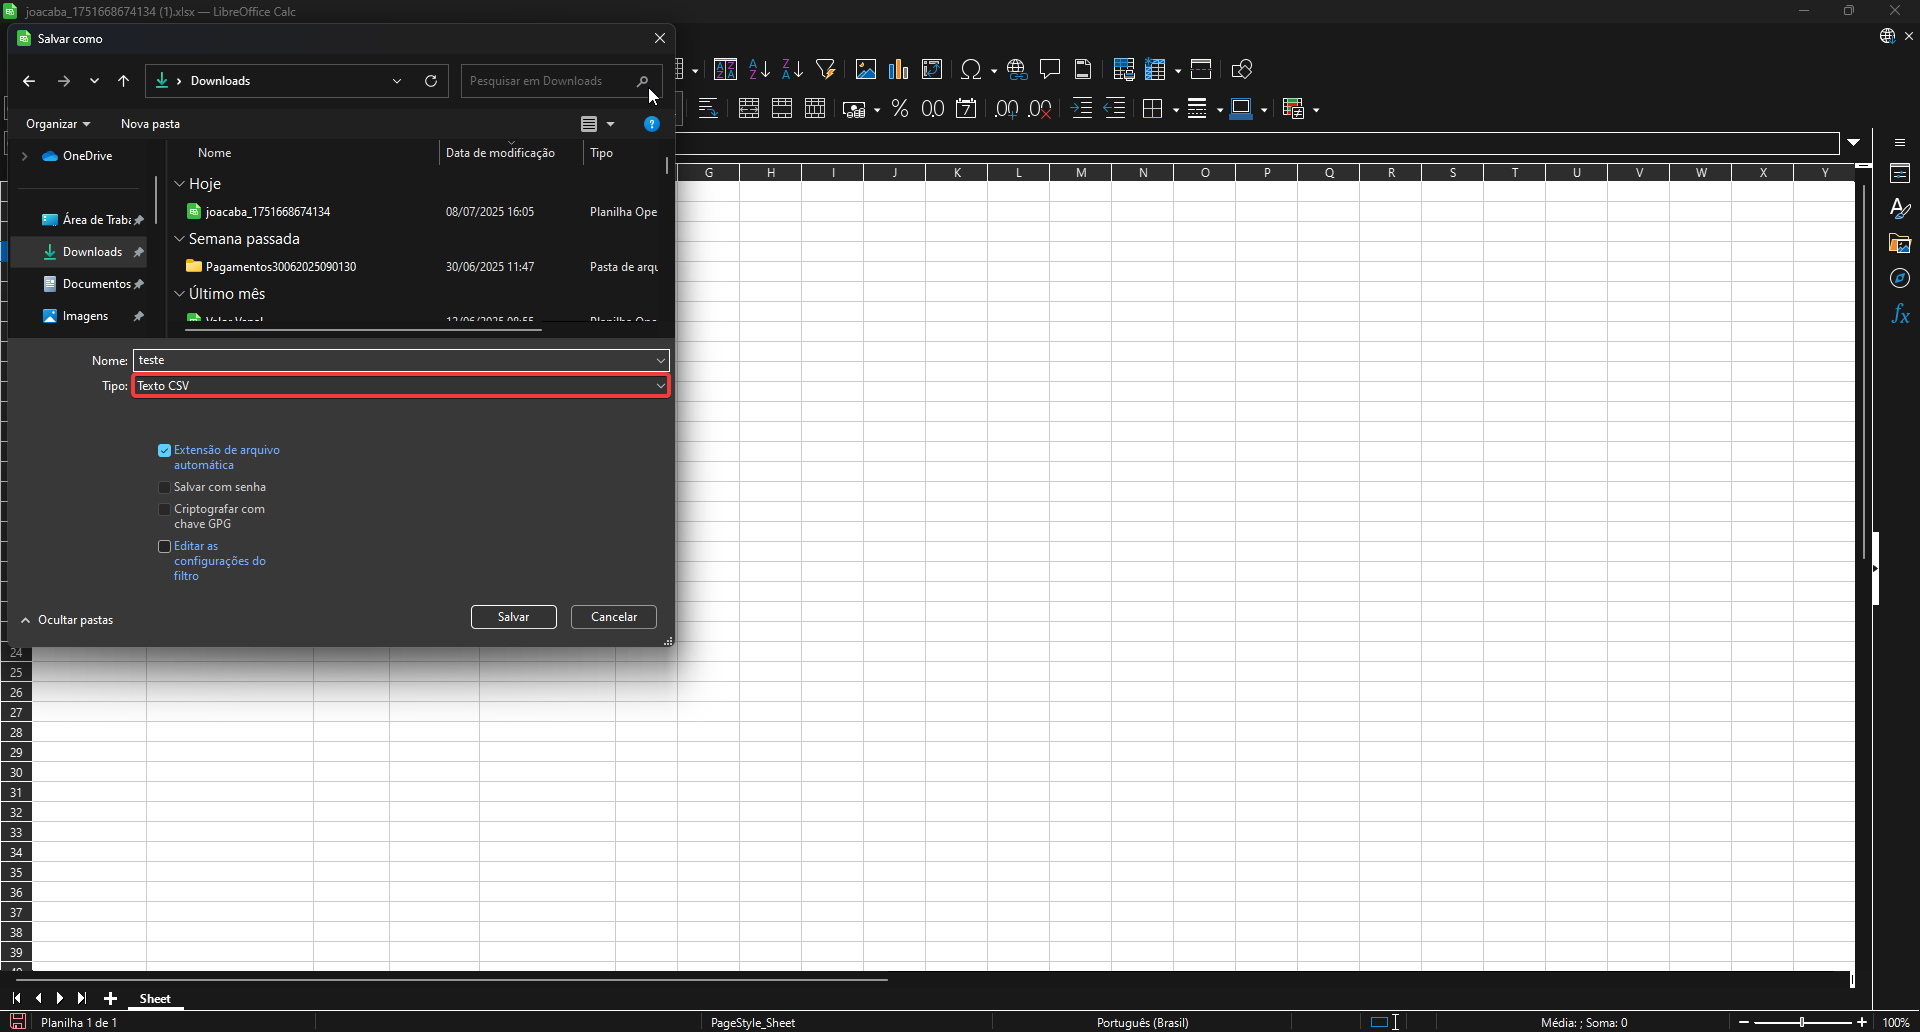 joacaba_1751668674134 (1).xlsx — LibreOffice Calc
Salvar como
Downloads
Pesquisar em Downloads
Organizar
Nova pasta
OneDrive
Nome
Data de modificação
Tipo
Hoje
joacaba_1751668674134
08/07/2025 16:05
Planilha Ope
Área de Traba
Semana passada
Downloads
Pagamentos30062025090130
30/06/2025 11:47
Pasta de arqu
Documentos
Último mês
Imagens
Nome:
teste
Tipo:
Texto CSV
Extensão de arquivo
automática
Salvar com senha
Criptografar com
chave GPG
Editar as
configurações do
filtro
Ocultar pastas
Salvar
Cancelar
G H I J K L M N O P Q R S T U V W X Y
24
25
26
27
28
29
30
31
32
33
34
35
36
37
38
39
Sheet
Planilha 1 de 1
PageStyle_Sheet
Português (Brasil)
Média: ; Soma: 0
100%